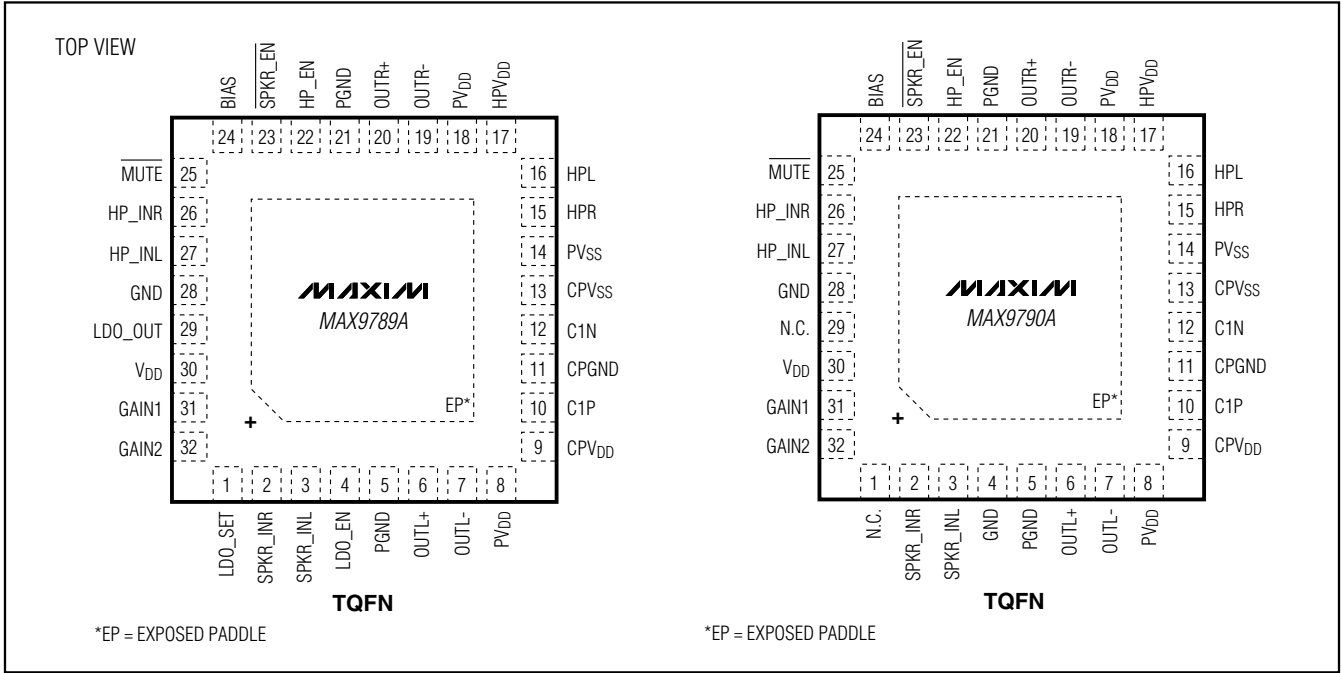 TOP VIEW
BIAS
SPKR_EN
HP_EN
PGND
OUTR+
OUTR-
PVDD
HPVDD
24 23 22 21 20 19 18 17
MUTE 25
HP_INR 26
HP_INL 27
GND 28
LDO_OUT 29
VDD 30
GAIN1 31
GAIN2 32
16 HPL
15 HPR
14 PVSS
13 CPVSS
12 C1N
11 CPGND
10 C1P
9 CPVDD
MAXIM
MAX9789A
EP*
+
1 2 3 4 5 6 7 8
LDO_SET
SPKR_INR
SPKR_INL
LDO_EN
PGND
OUTL+
OUTL-
PVDD
TQFN
*EP = EXPOSED PADDLE
BIAS
SPKR_EN
HP_EN
PGND
OUTR+
OUTR-
PVDD
HPVDD
24 23 22 21 20 19 18 17
MUTE 25
HP_INR 26
HP_INL 27
GND 28
N.C. 29
VDD 30
GAIN1 31
GAIN2 32
16 HPL
15 HPR
14 PVSS
13 CPVSS
12 C1N
11 CPGND
10 C1P
9 CPVDD
MAXIM
MAX9790A
EP*
+
1 2 3 4 5 6 7 8
N.C.
SPKR_INR
SPKR_INL
GND
PGND
OUTL+
OUTL-
PVDD
TQFN
*EP = EXPOSED PADDLE